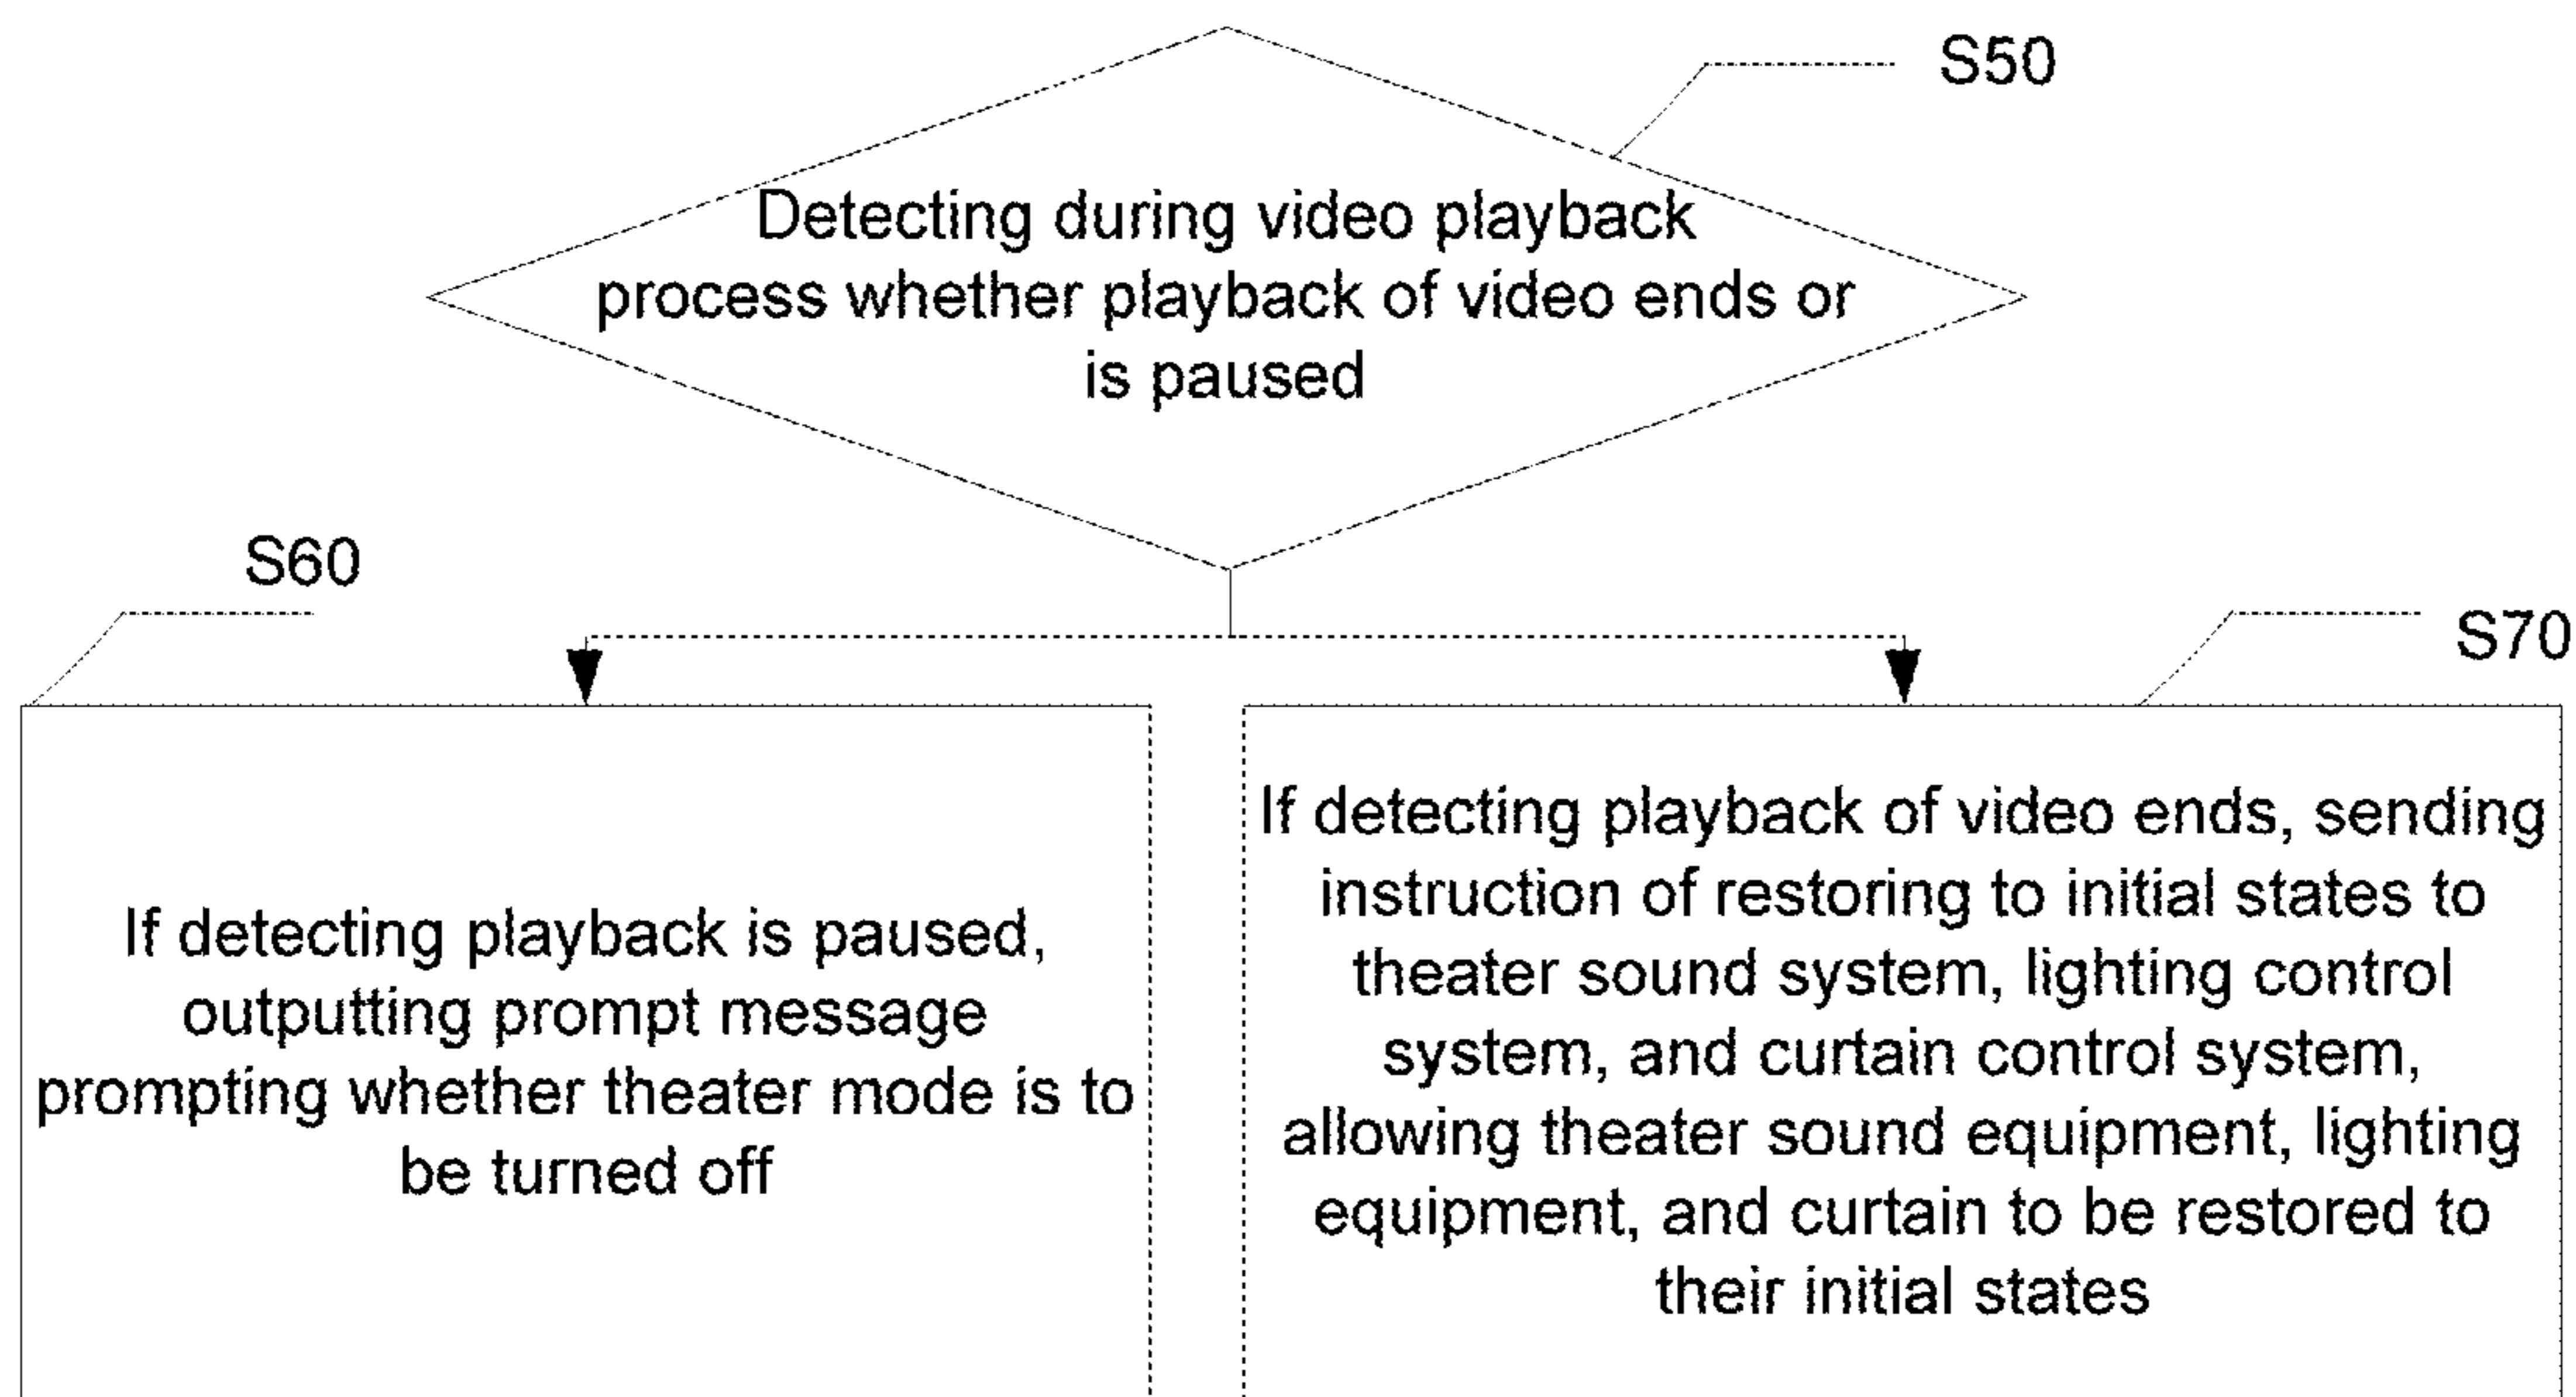 S50
Detecting during video playback
process whether playback of video ends or
is paused
S60
S70
If detecting playback is paused,
outputting prompt message
prompting whether theater mode is to
be turned off
If detecting playback of video ends, sending
instruction of restoring to initial states to
theater sound system, lighting control
system, and curtain control system,
allowing theater sound equipment, lighting
equipment, and curtain to be restored to
their initial states